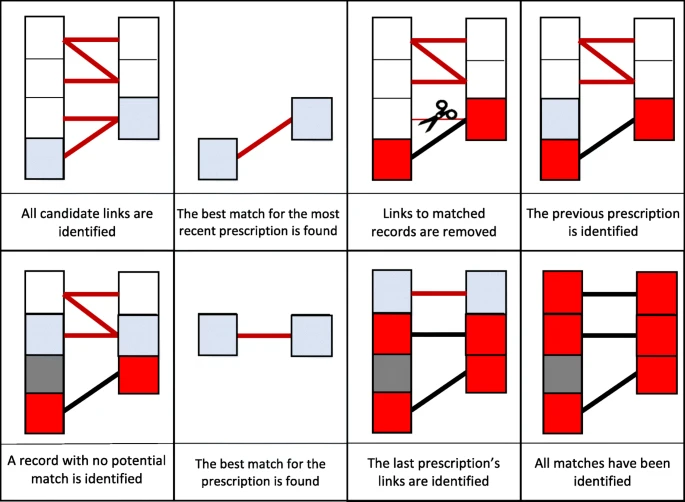 All candidate links are
identified
The best match for the most
recent prescription is found
Links to matched
records are removed
The previous prescription
is identified
A record with no potential
match is identified
The best match for the
prescription is found
The last prescription's
links are identified
All matches have been
identified